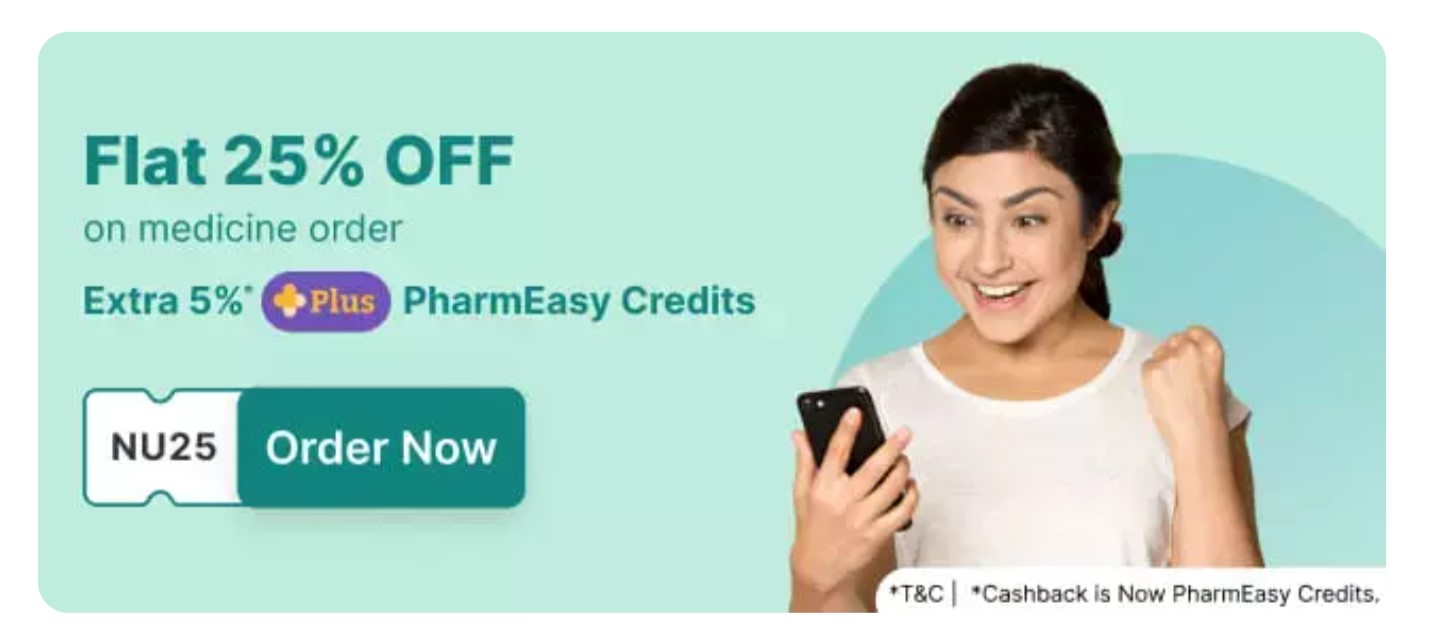 Flat 25% OFF
on medicine order
Extra 5%* Plus PharmEasy Credits
NU25 Order Now
*T&C | *Cashback is Now PharmEasy Credits.